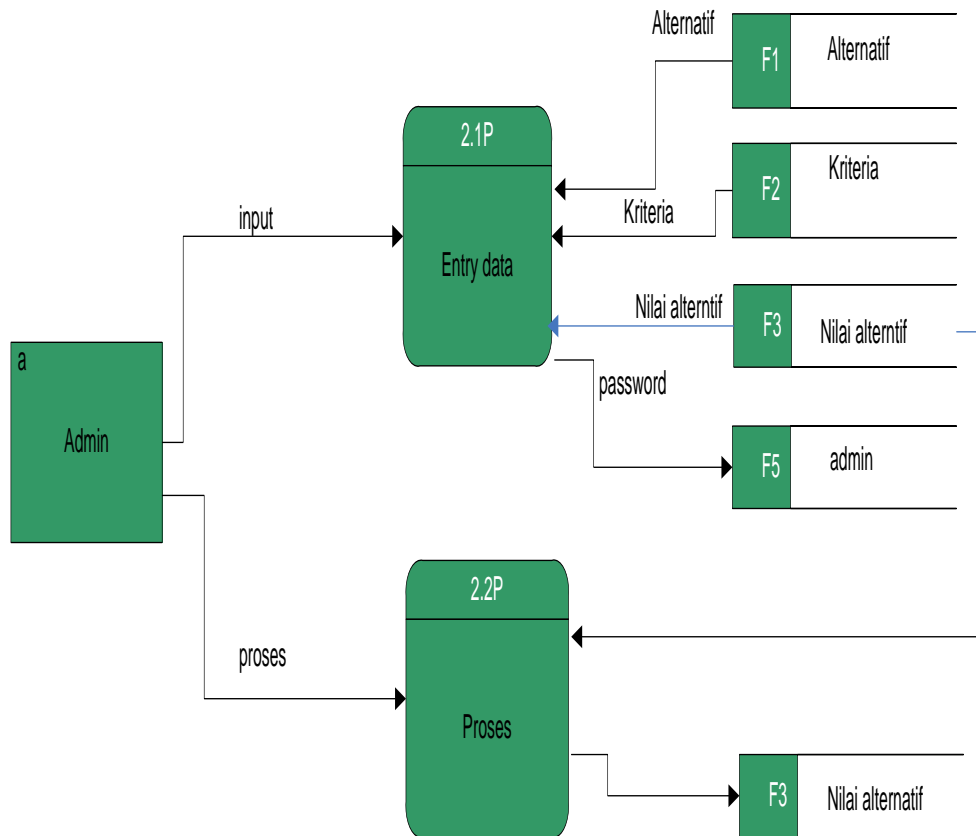 Alternatif
F1
Alternatif
2.1P
Kriteria
F2
Kriteria
input
Entry data
Nilai alterntif
F3
Nilai alterntif
a
Admin
password
F5
admin
2.2P
proses
Proses
F3
Nilai alternatif